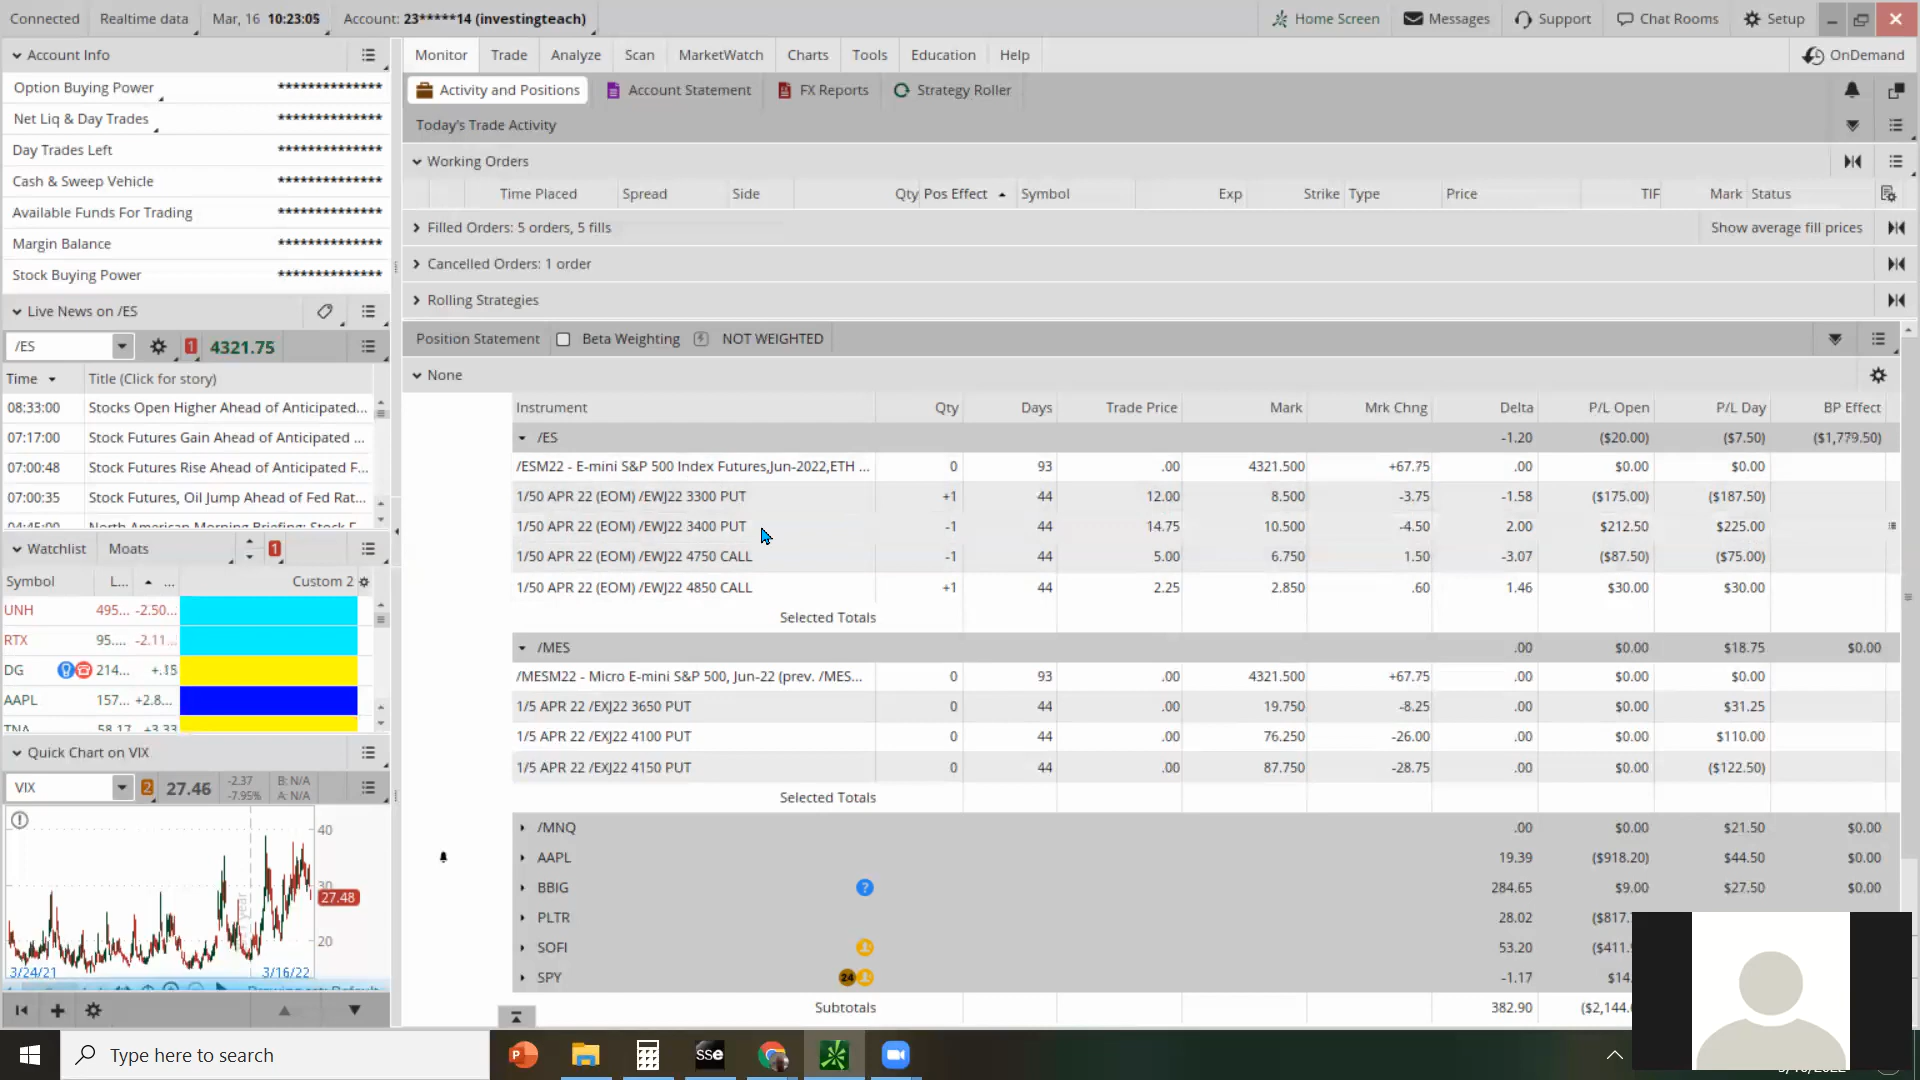 Connected Realtime data Mar, 16 10:23:05 Account: 23*****14 (investingteach) Home Screen Messages Support Chat Rooms Setup
Account Info Monitor Trade Analyze Scan MarketWatch Charts Tools Education Help OnDemand
Option Buying Power **************
Activity and Positions Account Statement FX Reports Strategy Roller
Net Liq & Day Trades **************
Today's Trade Activity
Day Trades Left **************
Working Orders
Cash & Sweep Vehicle **************
Time Placed Spread Side Qty Pos Effect Symbol Exp Strike Type Price TIF Mark Status
Available Funds For Trading **************
Filled Orders: 5 orders, 5 fills Show average fill prices
Margin Balance **************
Cancelled Orders: 1 order
Stock Buying Power **************
Rolling Strategies
Live News on /ES
Position Statement Beta Weighting NOT WEIGHTED
/ES 1 4321.75
None
Time Title (Click for story)
08:33:00 Stocks Open Higher Ahead of Anticipated...
07:17:00 Stock Futures Gain Ahead of Anticipated ...
07:00:48 Stock Futures Rise Ahead of Anticipated F...
07:00:35 Stock Futures, Oil Jump Ahead of Fed Rat...
Instrument Qty Days Trade Price Mark Mrk Chng Delta P/L Open P/L Day BP Effect
/ES -1.20 ($20.00) ($7.50) ($1,779.50)
/ESM22 - E-mini S&P 500 Index Futures,Jun-2022,ETH ... 0 93 .00 4321.500 +67.75 .00 $0.00 $0.00
1/50 APR 22 (EOM) /EWJ22 3300 PUT +1 44 12.00 8.500 -3.75 -1.58 ($175.00) ($187.50)
1/50 APR 22 (EOM) /EWJ22 3400 PUT -1 44 14.75 10.500 -4.50 2.00 $212.50 $225.00
1/50 APR 22 (EOM) /EWJ22 4750 CALL -1 44 5.00 6.750 1.50 -3.07 ($87.50) ($75.00)
1/50 APR 22 (EOM) /EWJ22 4850 CALL +1 44 2.25 2.850 .60 1.46 $30.00 $30.00
Selected Totals
/MES .00 $0.00 $18.75 $0.00
/MESM22 - Micro E-mini S&P 500, Jun-22 (prev. /MES... 0 93 .00 4321.500 +67.75 .00 $0.00 $0.00
1/5 APR 22 /EXJ22 3650 PUT 0 44 .00 19.750 -8.25 .00 $0.00 $31.25
1/5 APR 22 /EXJ22 4100 PUT 0 44 .00 76.250 -26.00 .00 $0.00 $110.00
1/5 APR 22 /EXJ22 4150 PUT 0 44 .00 87.750 -28.75 .00 $0.00 ($122.50)
Selected Totals
/MNQ .00 $0.00 $21.50 $0.00
AAPL 19.39 ($918.20) $44.50 $0.00
BBIG ? 284.65 $9.00 $27.50 $0.00
PLTR 28.02 ($817.
SOFI 53.20 ($411.
SPY 24 -1.17 $14.
Subtotals 382.90 ($2,144.
Watchlist Moats 1
Symbol L... ... Custom 2
UNH 495... -2.50...
RTX 95.... -2.11...
DG 214... +.15
AAPL 157... +2.8...
TNA 58.17 +3.33
Quick Chart on VIX
VIX 2 27.46 -2.37 -7.95% B: N/A A: N/A
40
30
27.48
20
1 year
3/24/21 3/16/22
Drawing set: Default
Type here to search
P sse